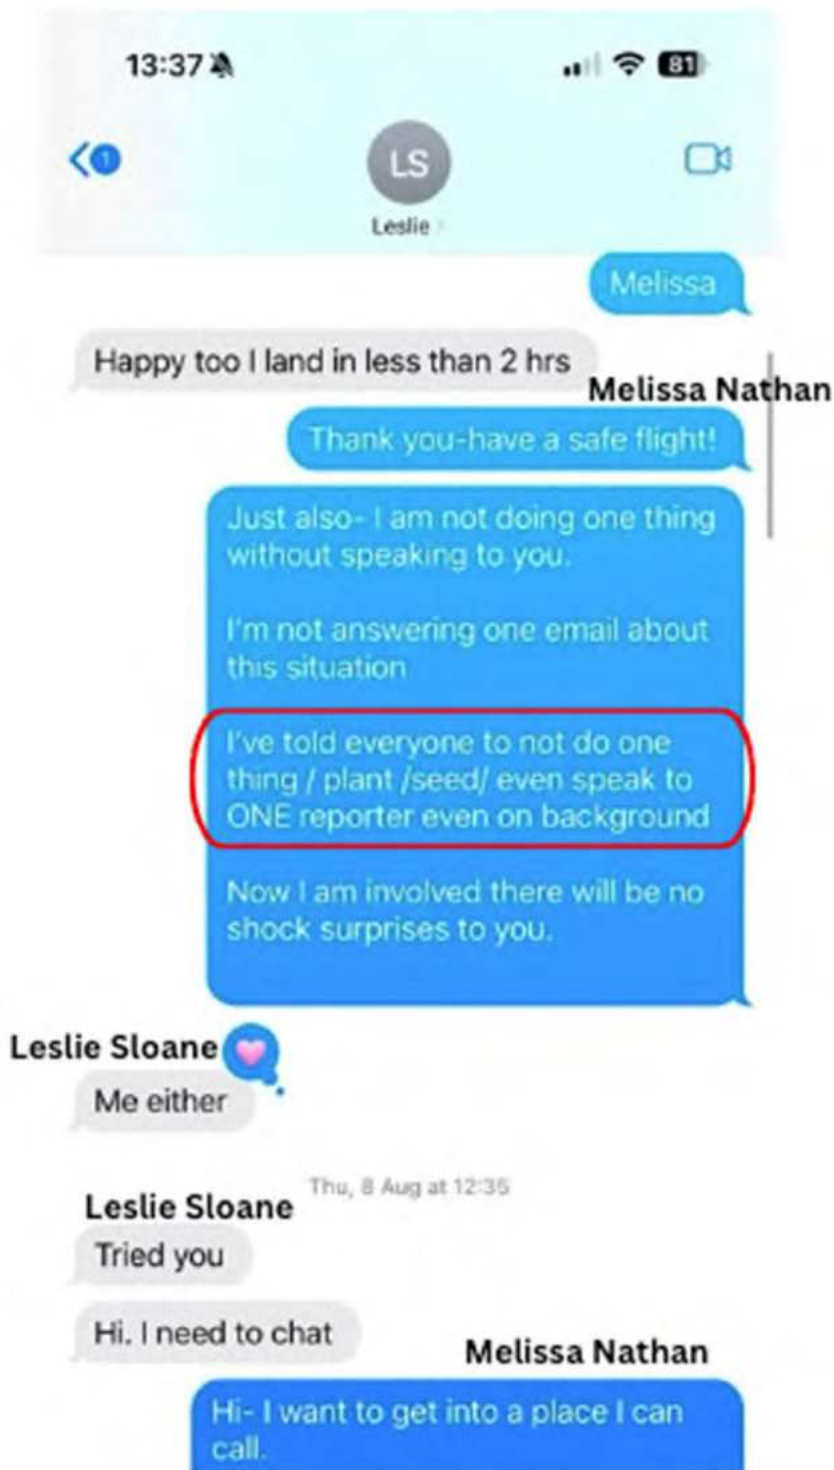 13:37
81
1
LS
Leslie
Melissa
Happy too I land in less than 2 hrs
Melissa Nathan
Thank you-have a safe flight!
Just also- I am not doing one thing
without speaking to you.
I'm not answering one email about
this situation
I've told everyone to not do one
thing / plant /seed/ even speak to
ONE reporter even on background
Now I am involved there will be no
shock surprises to you.
Leslie Sloane
Me either
Thu, 8 Aug at 12:35
Leslie Sloane
Tried you
Hi. I need to chat
Melissa Nathan
Hi- I want to get into a place I can
call.